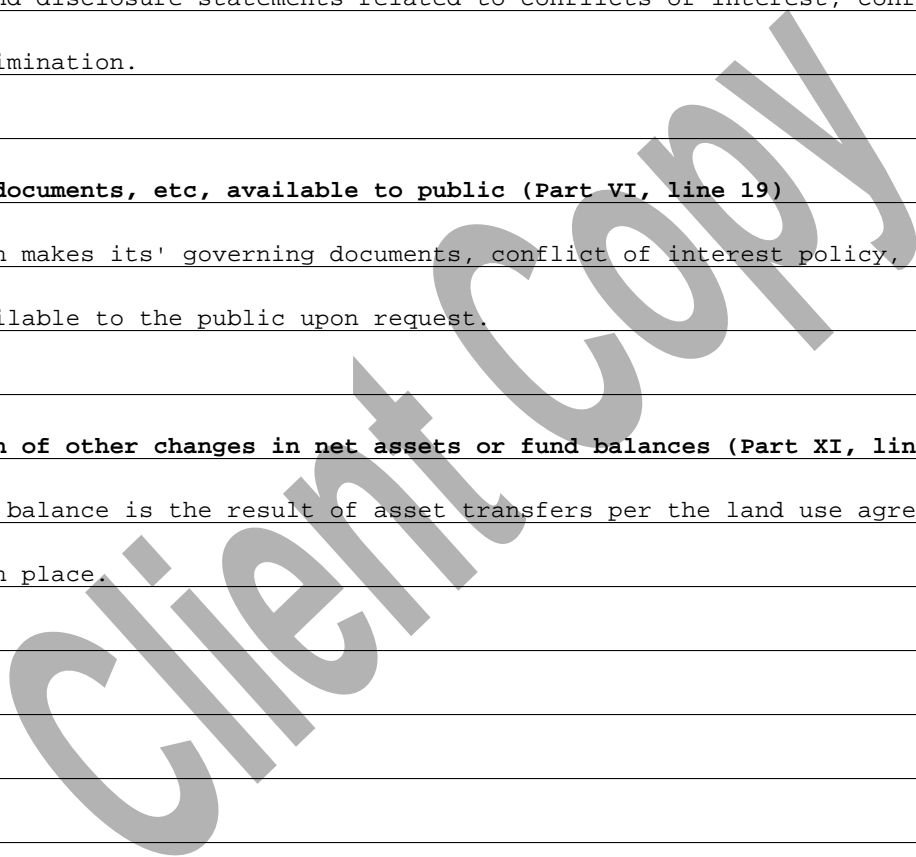 nd disclosure statements related to conflicts of interest, conf
imination.
documents, etc, available to public (Part VI, line 19)
n makes its' governing documents, conflict of interest policy,
ilable to the public upon request.
n of other changes in net assets or fund balances (Part XI, lin
balance is the result of asset transfers per the land use agre
n place.
Client Copy